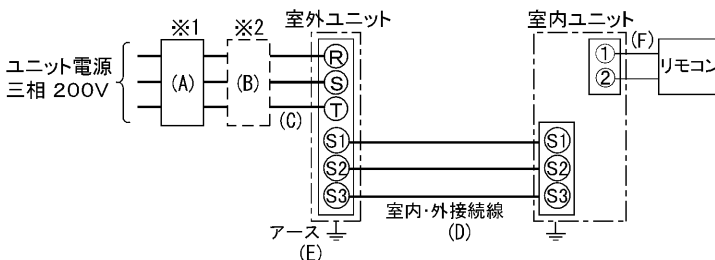 室外ユニット
室内ユニット
※1
※2
ユニット電源
三相 200V
(A)
(B)
(C)
R
S
T
S1
S2
S3
アース
(E)
室内・外接続線
(D)
S1
S2
S3
1
2
(F)
リモコン